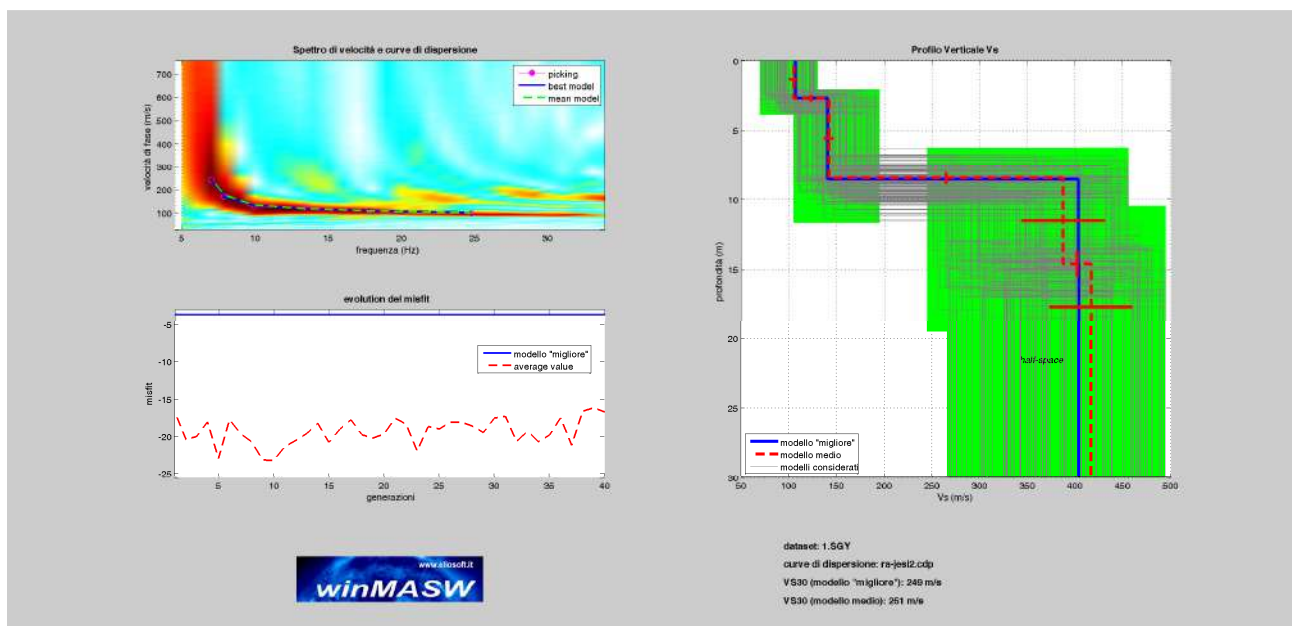 Spettro di velocità e curve di dispersione
700
600
500
400
300
200
100
velocità di fase (m/s)
picking
best model
mean model
5
10
15
20
25
30
frequenza (Hz)
evolution del misfit
-5
-10
-15
-20
-25
misfit
modello "migliore"
average value
5
10
15
20
25
30
35
40
generazioni
www.eliosoft.it
winMASW
Profilo Verticale Vs
0
5
10
15
20
25
30
profondità (m)
half-space
modello "migliore"
modello medio
modelli considerati
50
100
150
200
250
300
350
400
450
500
Vs (m/s)
dataset: 1.SGY
curve di dispersione: rs-jesi2.cdp
VS30 (modello "migliore"): 249 m/s
VS30 (modello medio): 251 m/s